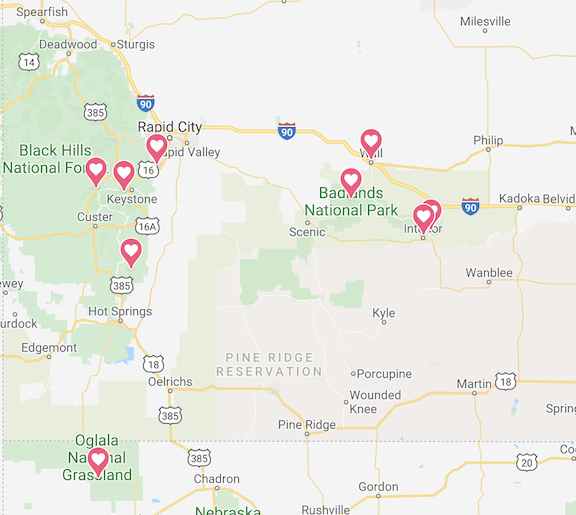 Spearfish
Milesville
Deadwood
Sturgis
14
90
385
Rapid City
90
Philip
Black Hills
National Fo
Rapid Valley
16
Wall
Keystone
Badlands
National Park
Kadoka
Belvid
90
Custer
16A
Scenic
Interior
Wanblee
385
Hot Springs
Kyle
Edgemont
PINE RIDGE
RESERVATION
18
Oelrichs
Porcupine
Martin
18
Wounded
Knee
385
Spring
Pine Ridge
Oglala
National
Grassland
385
20
Chadron
Gordon
Nebraska
Rushville